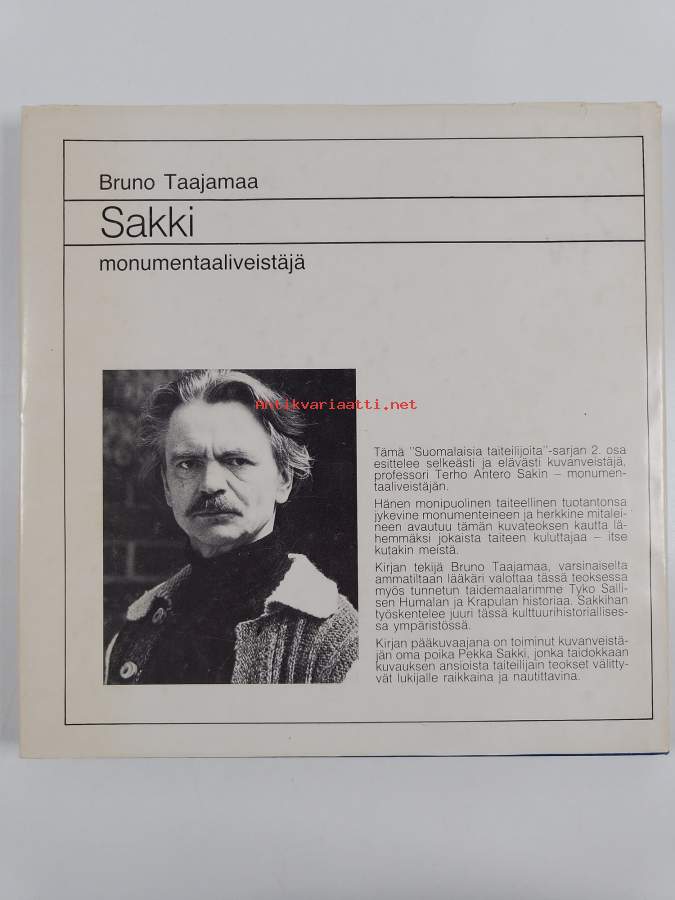 Bruno Taajamaa
Sakki
monumentaaliveistäjä
Antikvariaatti.net
Tämä "Suomalaisia taiteilijoita"-sarjan 2. osa
esittelee selkeästi ja elävästi kuvanveistäjä,
professori Terho Antero Sakin – monumen-
taaliveistäjän.
Hänen monipuolinen taiteellinen tuotantonsa
jykevine monumenteineen ja herkkine mitalei-
neen avautuu tämän kuvateoksen kautta lä-
hemmäksi jokaista taiteen kuluttajaa – itse
kutakin meistä.
Kirjan tekijä Bruno Taajamaa, varsinaiselta
ammatiltaan lääkäri valottaa tässä teoksessa
myös tunnetun taidemaalarimme Tyko Salli-
sen Humalan ja Krapulan historiaa. Sakkihan
työskentelee juuri tässä kulttuurihistoriallises-
sa ympäristössä.
Kirjan pääkuvaajana on toiminut kuvanveistä-
jän oma poika Pekka Sakki, jonka taidokkaan
kuvauksen ansioista taiteilijain teokset välitty-
vät lukijalle raikkaina ja nautittavina.